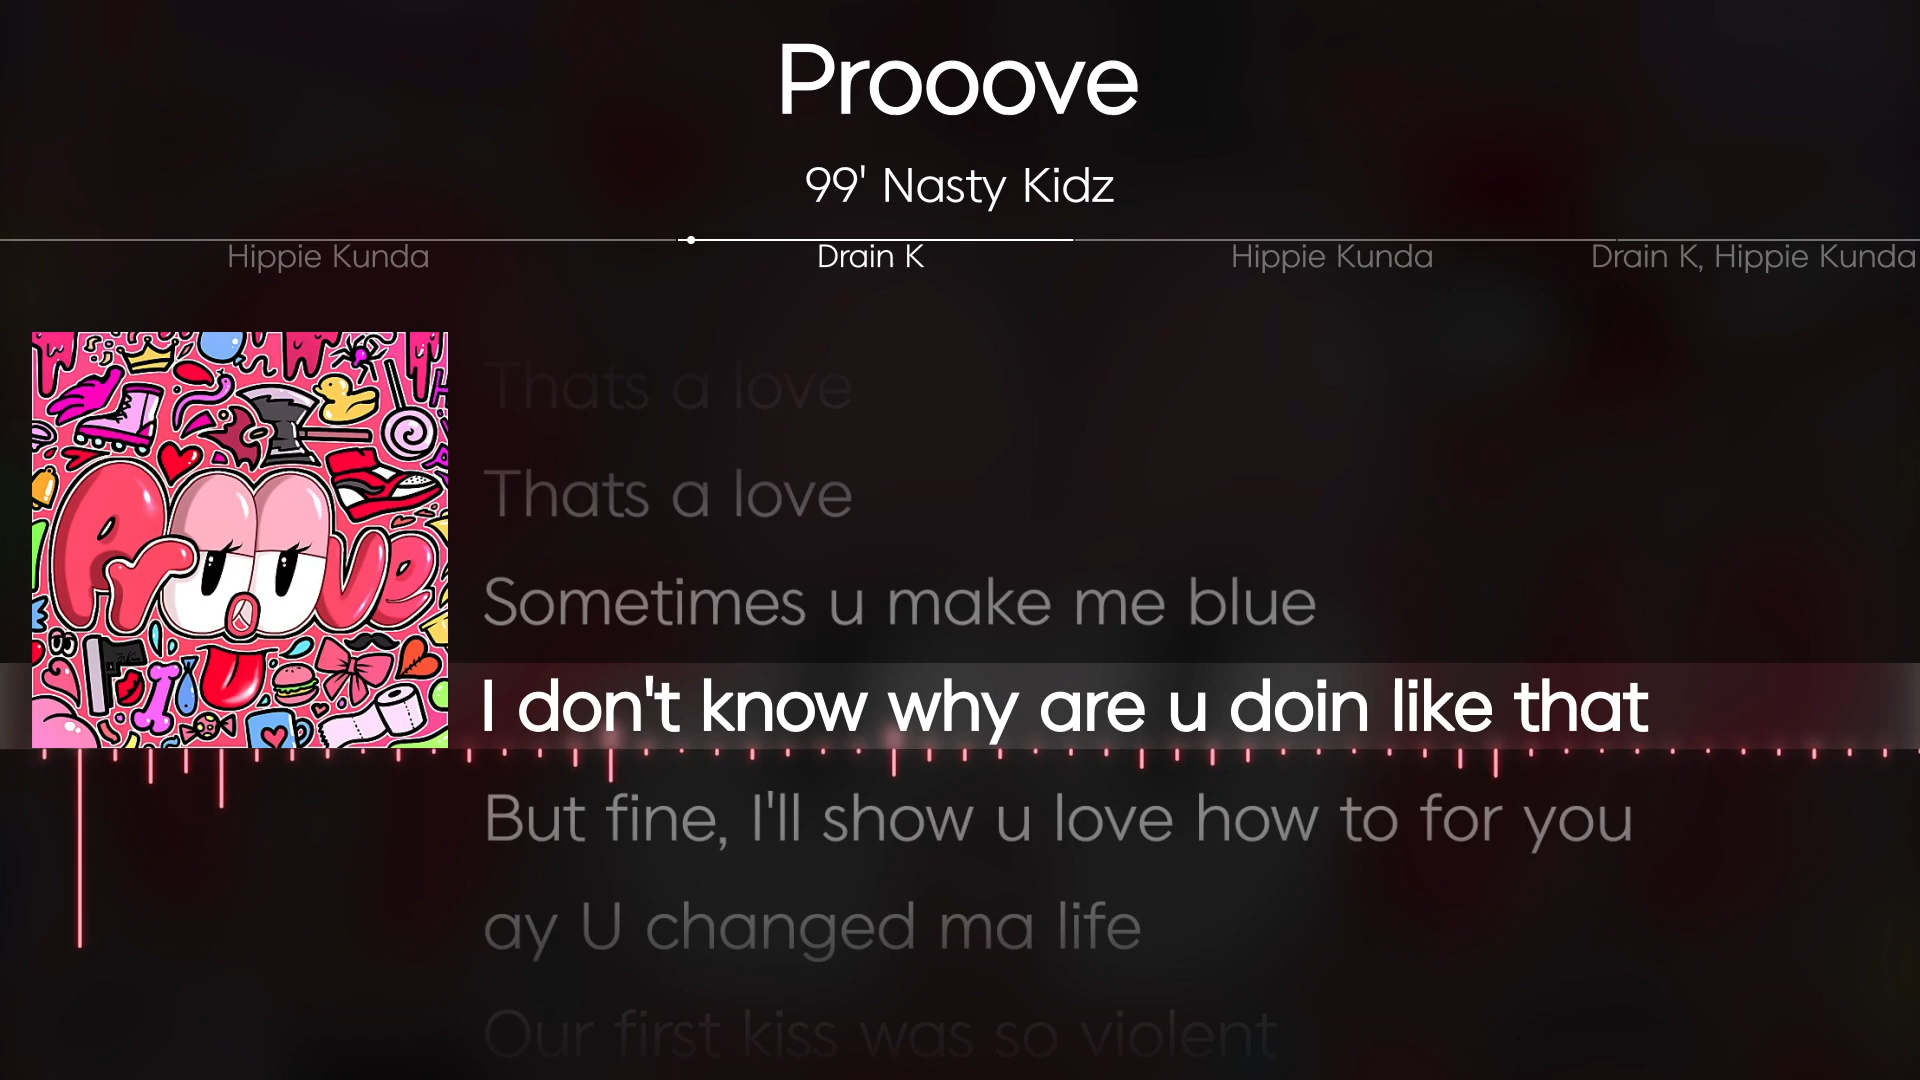 Prooove
99' Nasty Kidz
Hippie Kunda
Drain K
Hippie Kunda
Drain K, Hippie Kunda
Prooove
Thats a love
Thats a love
Sometimes u make me blue
I don't know why are u doin like that
But fine, I'll show u love how to for you
ay U changed ma life
Our first kiss was so violent